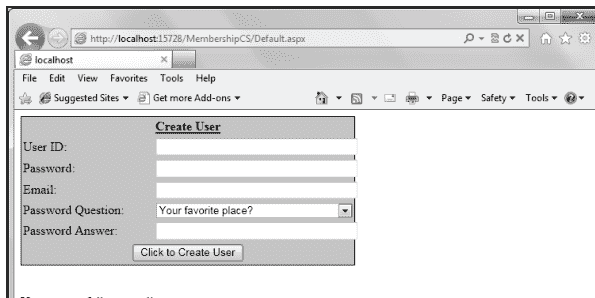 http://localhost:15728/MembershipCS/Default.aspx
localhost
File Edit View Favorites Tools Help
Suggested Sites Get more Add-ons Page Safety Tools
Create User
User ID:
Password:
Email:
Password Question: Your favorite place?
Password Answer:
Click to Create User